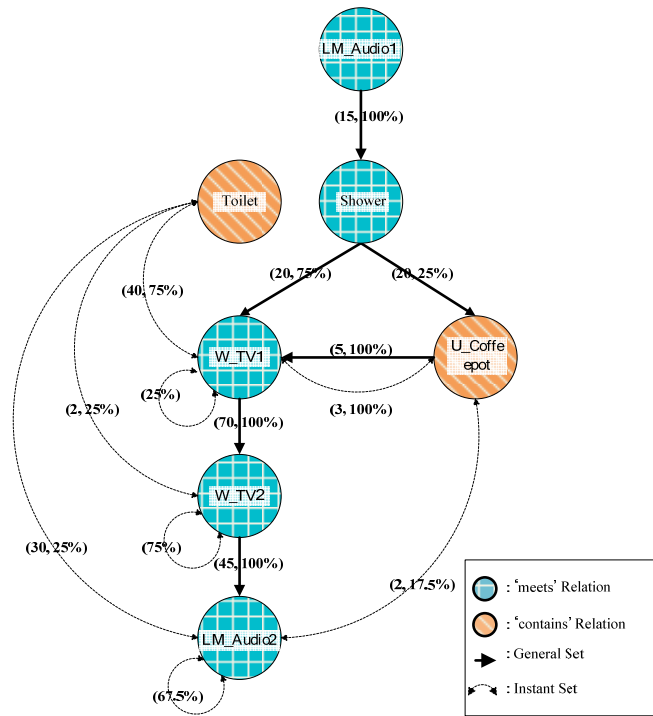 LM_Audio1
(15, 100%)
Toilet
Shower
(20, 75%)
(20, 25%)
(40, 75%)
W_TV1
(5, 100%)
U_Coffe
epot
(25%)
(3, 100%)
(2, 25%)
(70, 100%)
W_TV2
(30, 25%)
(75%)
(45, 100%)
(2, 17.5%)
LM_Audio2
(67.5%)
: 'meets' Relation
: 'contains' Relation
: General Set
: Instant Set